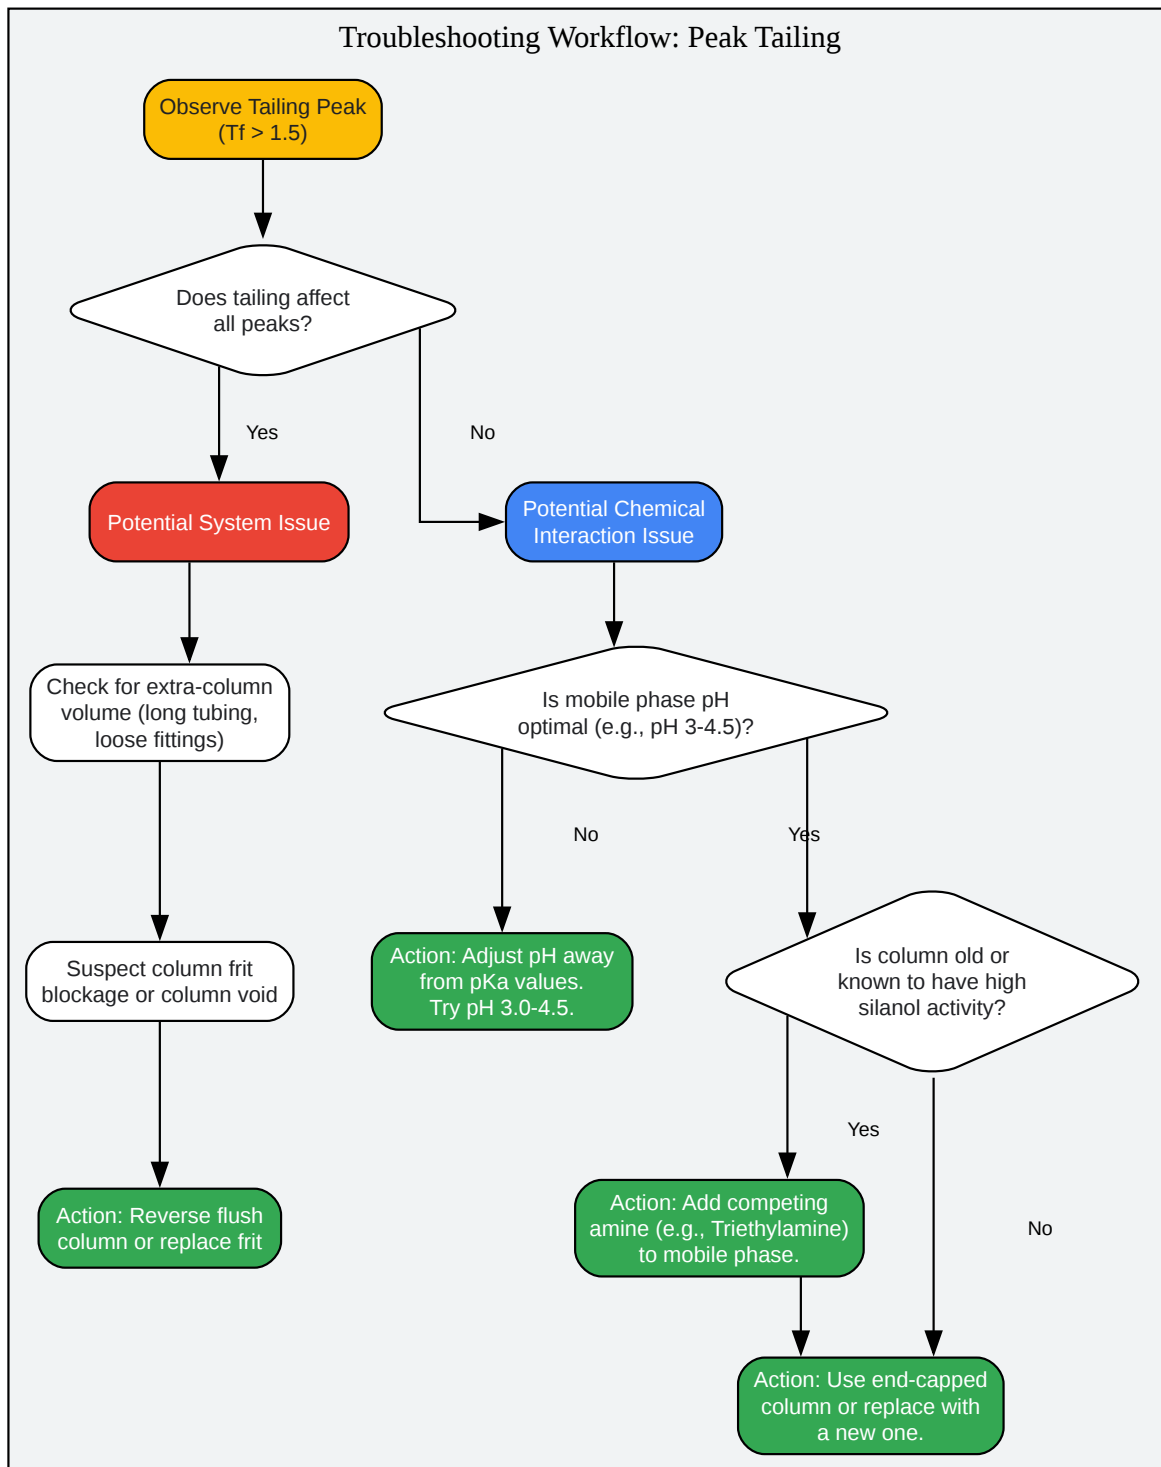 Troubleshooting Workflow: Peak Tailing
Observe Tailing Peak
(Tf > 1.5)
Does tailing affect
all peaks?
Yes
No
Potential System Issue
Potential Chemical
Interaction Issue
Check for extra-column
volume (long tubing,
loose fittings)
Is mobile phase pH
optimal (e.g., pH 3-4.5)?
No
Yes
Suspect column frit
blockage or column void
Action: Adjust pH away
from pKa values.
Try pH 3.0-4.5.
Is column old or
known to have high
silanol activity?
Yes
No
Action: Reverse flush
column or replace frit
Action: Add competing
amine (e.g., Triethylamine)
to mobile phase.
Action: Use end-capped
column or replace with
a new one.